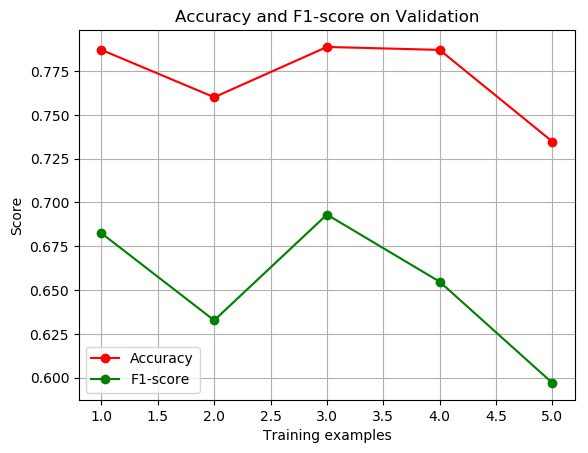 Accuracy and F1-score on Validation
Score
0.775
0.750
0.725
0.700
0.675
0.650
0.625
0.600
Accuracy
F1-score
1.0 1.5 2.0 2.5 3.0 3.5 4.0 4.5 5.0
Training examples